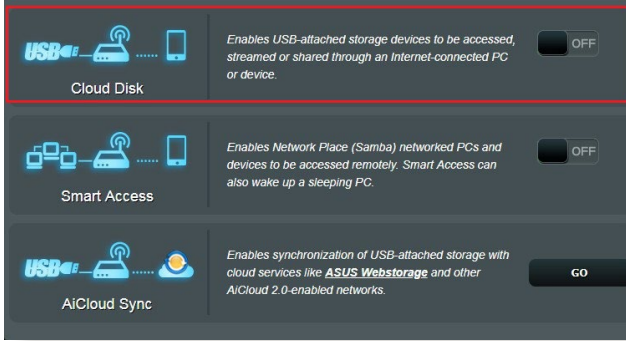 USB
Enables USB-attached storage devices to be accessed,
streamed or shared through an Internet-connected PC
or device.
OFF
Cloud Disk
Enables Network Place (Samba) networked PCs and
devices to be accessed remotely. Smart Access can
also wake up a sleeping PC.
OFF
Smart Access
USB
Enables synchronization of USB-attached storage with
cloud services like ASUS Webstorage and other
AiCloud 2.0-enabled networks.
GO
AiCloud Sync